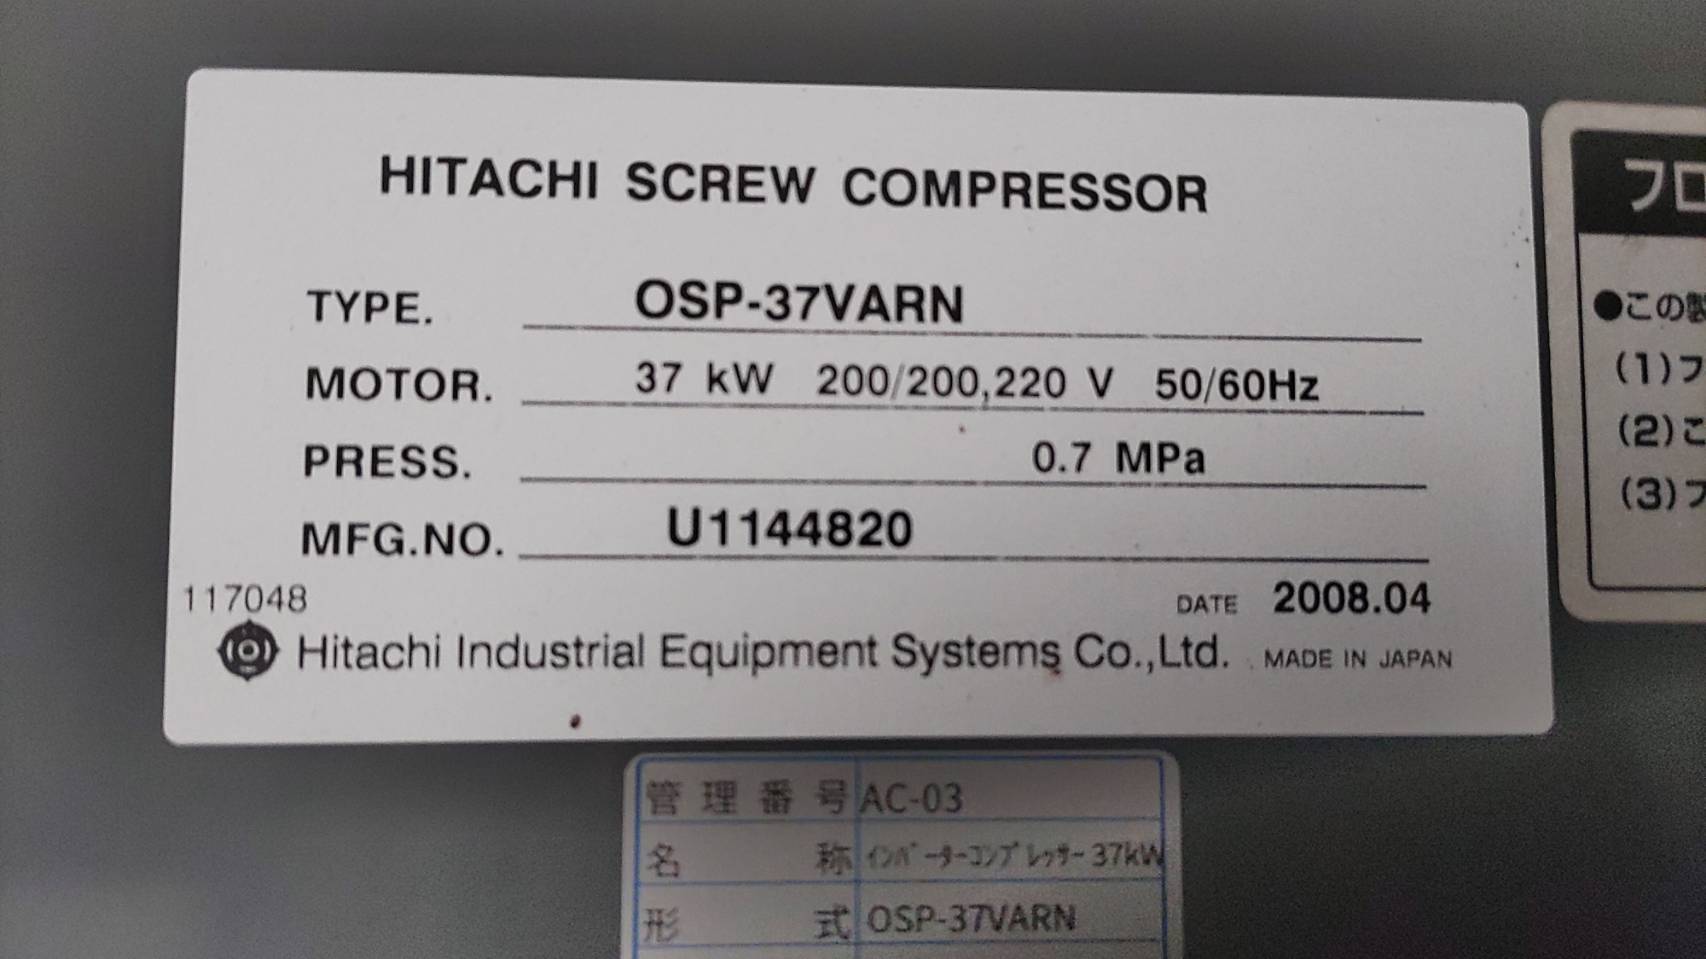 HITACHI SCREW COMPRESSOR
TYPE. OSP-37VARN
MOTOR. 37 kW 200/200,220 V 50/60Hz
PRESS. 0.7 MPa
MFG.NO. U1144820
117048
DATE 2008.04
Hitachi Industrial Equipment Systems Co.,Ltd. MADE IN JAPAN
管理番号 AC-03
名称 ｲﾝﾊﾞｰﾀｰｺﾝﾌﾟﾚｯｻｰ 37kW
形式 OSP-37VARN
フロ
●この製
(1)フ
(2)こ
(3)フ